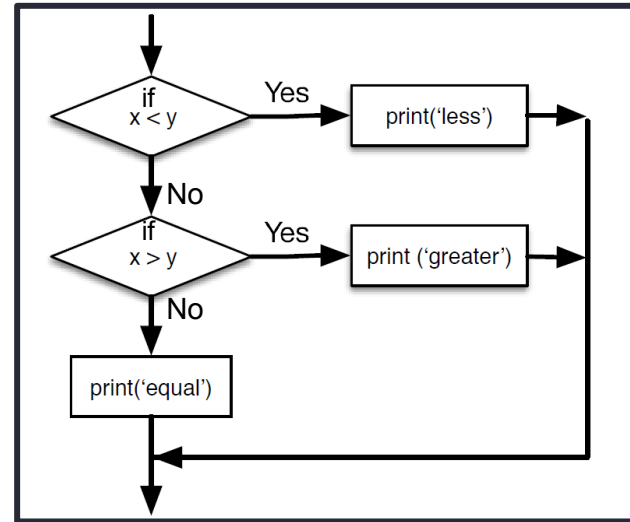 if
x < y
Yes
print(‘less’)
No
if
x > y
Yes
print (‘greater’)
No
print(‘equal’)